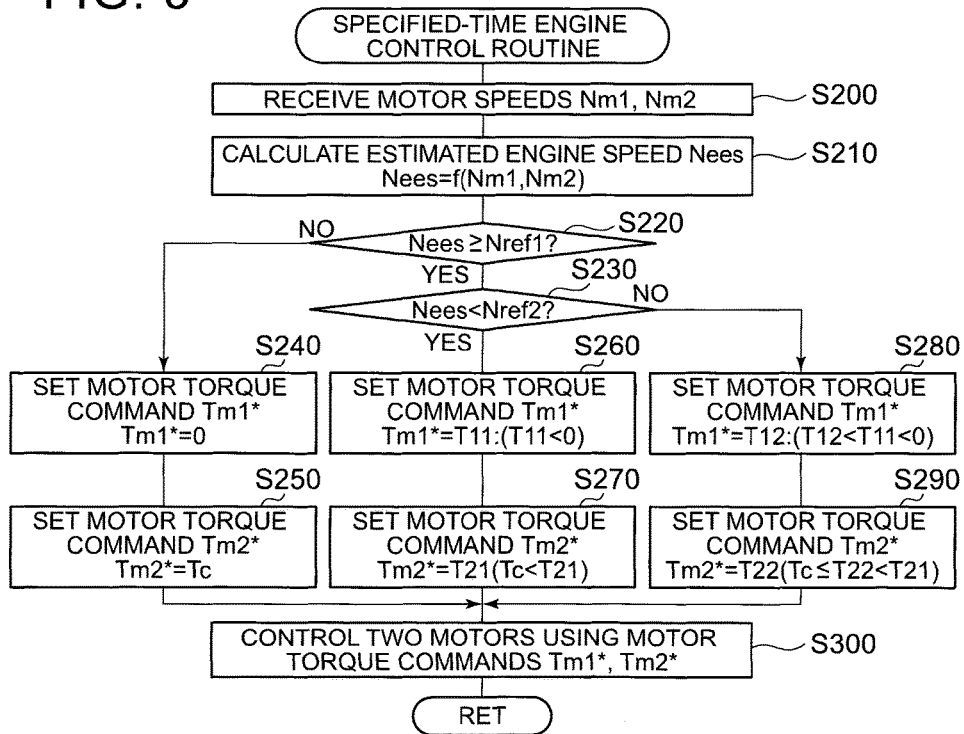 SPECIFIED-TIME ENGINE
CONTROL ROUTINE
RECEIVE MOTOR SPEEDS Nm1, Nm2
S200
CALCULATE ESTIMATED ENGINE SPEED Nees
Nees=f(Nm1,Nm2)
S210
S220
NO
Nees≥Nref1?
YES
S230
Nees<Nref2?
NO
YES
S240
SET MOTOR TORQUE
COMMAND Tm1*
Tm1*=0
S260
SET MOTOR TORQUE
COMMAND Tm1*
Tm1*=T11:(T11<0)
S280
SET MOTOR TORQUE
COMMAND Tm1*
Tm1*=T12:(T12<T11<0)
S250
SET MOTOR TORQUE
COMMAND Tm2*
Tm2*=Tc
S270
SET MOTOR TORQUE
COMMAND Tm2*
Tm2*=T21(Tc<T21)
S290
SET MOTOR TORQUE
COMMAND Tm2*
Tm2*=T22(Tc≤T22<T21)
CONTROL TWO MOTORS USING MOTOR
TORQUE COMMANDS Tm1*, Tm2*
S300
RET